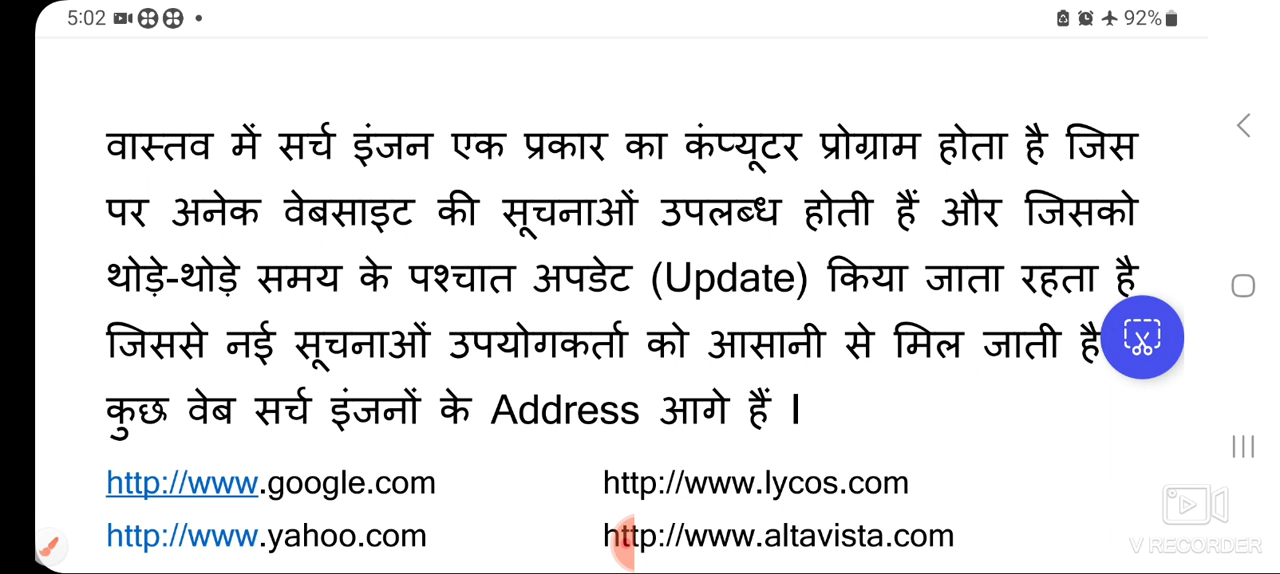 5:02
92%
वास्तव में सर्च इंजन एक प्रकार का कंप्यूटर प्रोग्राम होता है जिस
पर अनेक वेबसाइट की सूचनाओं उपलब्ध होती हैं और जिसको
थोड़े-थोड़े समय के पश्चात अपडेट (Update) किया जाता रहता है
जिससे नई सूचनाओं उपयोगकर्ता को आसानी से मिल जाती है
कुछ वेब सर्च इंजनों के Address आगे हैं I
http://www.google.com http://www.lycos.com
http://www.yahoo.com http://www.altavista.com
V RECORDER